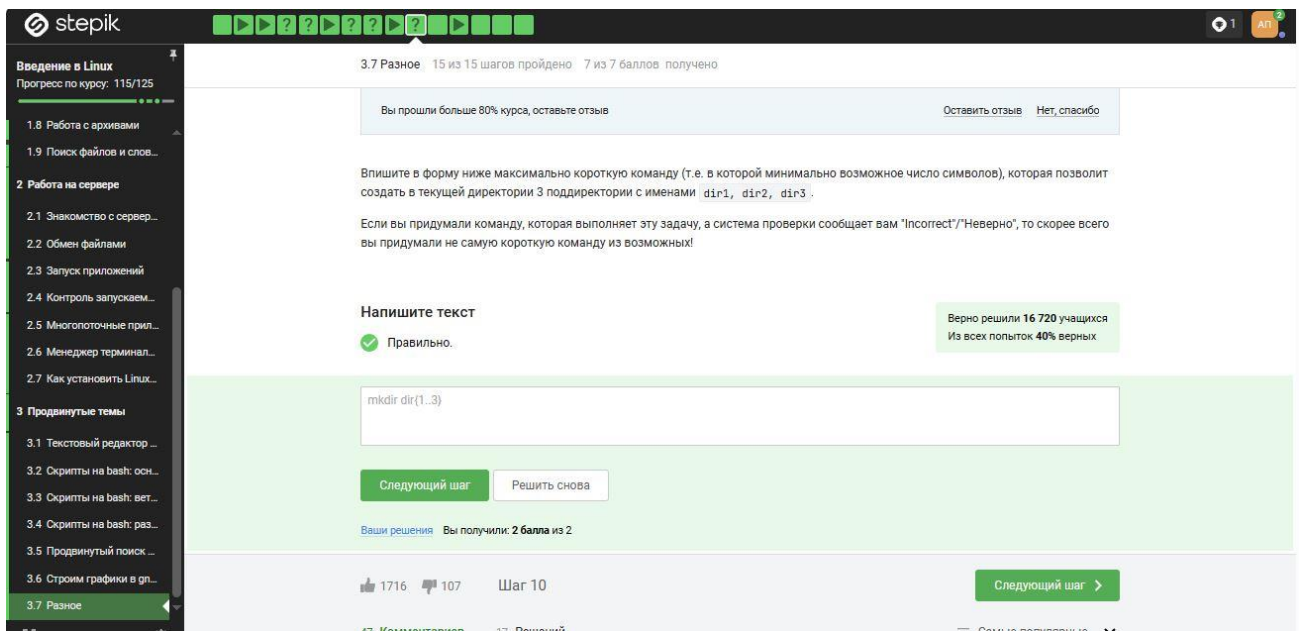 stepik
? ? ? ? ?
1
АП
2
Введение в Linux
Прогресс по курсу: 115/125
1.8 Работа с архивами
1.9 Поиск файлов и слов...
2 Работа на сервере
2.1 Знакомство с сервер...
2.2 Обмен файлами
2.3 Запуск приложений
2.4 Контроль запускаем...
2.5 Многопоточные прил...
2.6 Менеджер терминал...
2.7 Как установить Linux...
3 Продвинутые темы
3.1 Текстовый редактор ...
3.2 Скрипты на bash: осн...
3.3 Скрипты на bash: вет...
3.4 Скрипты на bash: раз...
3.5 Продвинутый поиск ...
3.6 Строим графики в gn...
3.7 Разное
3.7 Разное 15 из 15 шагов пройдено 7 из 7 баллов получено
Вы прошли больше 80% курса, оставьте отзыв
Оставить отзыв Нет, спасибо
Впишите в форму ниже максимально короткую команду (т.е. в которой минимально возможное число символов), которая позволит
создать в текущей директории 3 поддиректории с именами dir1, dir2, dir3 .
Если вы придумали команду, которая выполняет эту задачу, а система проверки сообщает вам "Incorrect"/"Неверно", то скорее всего
вы придумали не самую короткую команду из возможных!
Напишите текст
Правильно.
Верно решили 16 720 учащихся
Из всех попыток 40% верных
mkdir dir{1..3}
Следующий шаг Решить снова
Ваши решения Вы получили: 2 балла из 2
1716 107 Шаг 10
Следующий шаг